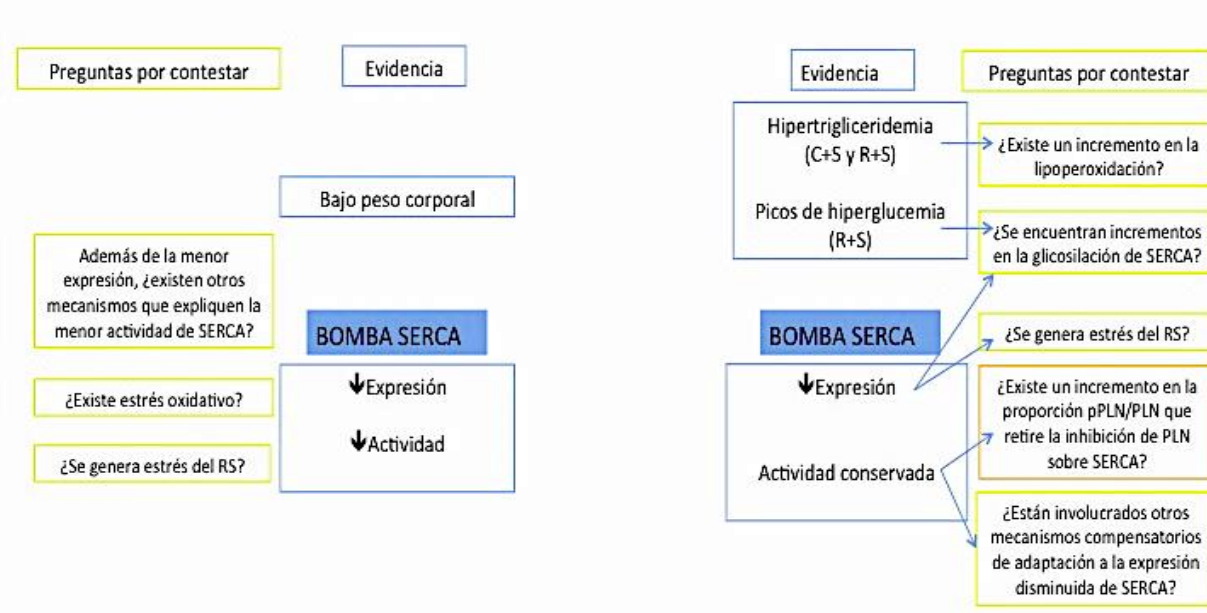 Preguntas por contestar
Evidencia
Bajo peso corporal
Además de la menor
expresión, ¿existen otros
mecanismos que expliquen la
menor actividad de SERCA?
BOMBA SERCA
🡫Expresión
🡫Actividad
¿Existe estrés oxidativo?
¿Se genera estrés del RS?
Evidencia
Preguntas por contestar
Hipertrigliceridemia
(C+S y R+S)
¿Existe un incremento en la
lipoperoxidación?
Picos de hiperglucemia
(R+S)
¿Se encuentran incrementos
en la glicosilación de SERCA?
BOMBA SERCA
🡫Expresión
Actividad conservada
¿Se genera estrés del RS?
¿Existe un incremento en la
proporción pPLN/PLN que
retire la inhibición de PLN
sobre SERCA?
¿Están involucrados otros
mecanismos compensatorios
de adaptación a la expresión
disminuida de SERCA?